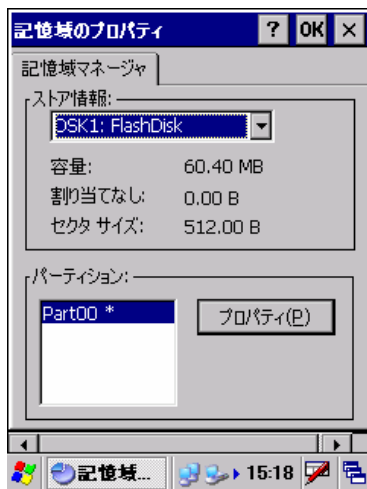 記憶域のプロパティ ? OK ×
記憶域マネージャ
ストア情報:
DSK1: FlashDisk
容量: 60.40 MB
割り当てなし: 0.00 B
セクタ サイズ: 512.00 B
パーティション:
Part00 *
プロパティ(P)
記憶域... 15:18